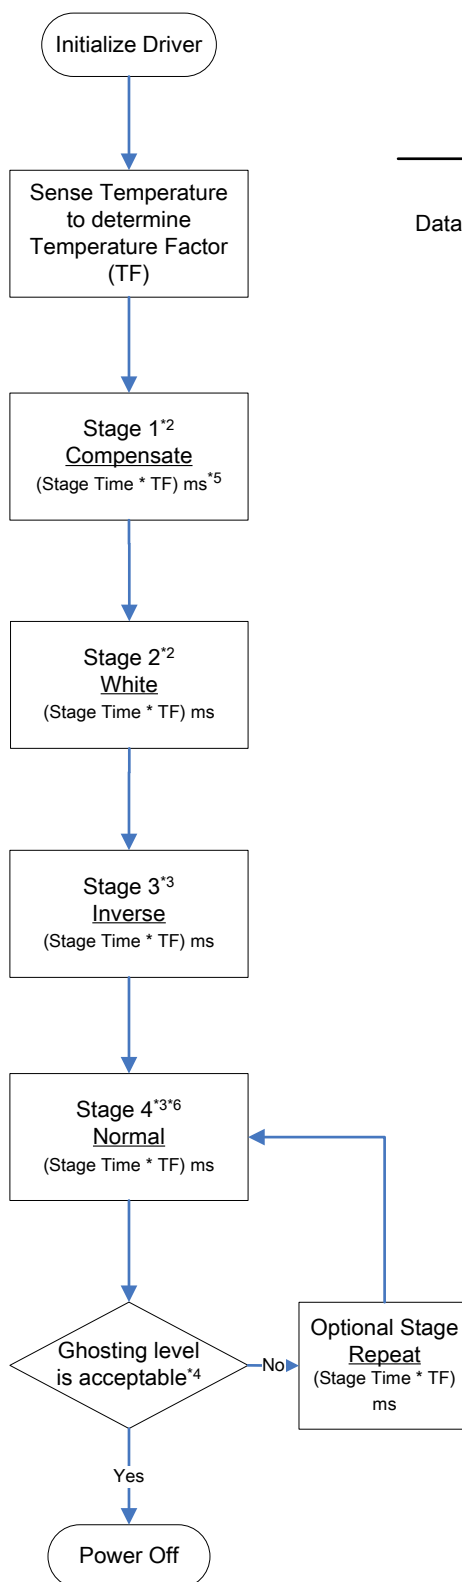 Initialize Driver
Sense Temperature
to determine
Temperature Factor
(TF)
Data
Stage 1*2
Compensate
(Stage Time * TF) ms*5
Stage 2*2
White
(Stage Time * TF) ms
Stage 3*3
Inverse
(Stage Time * TF) ms
Stage 4*3*6
Normal
(Stage Time * TF) ms
Ghosting level
is acceptable*4
No
Optional Stage
Repeat
(Stage Time * TF)
ms
Yes
Power Off